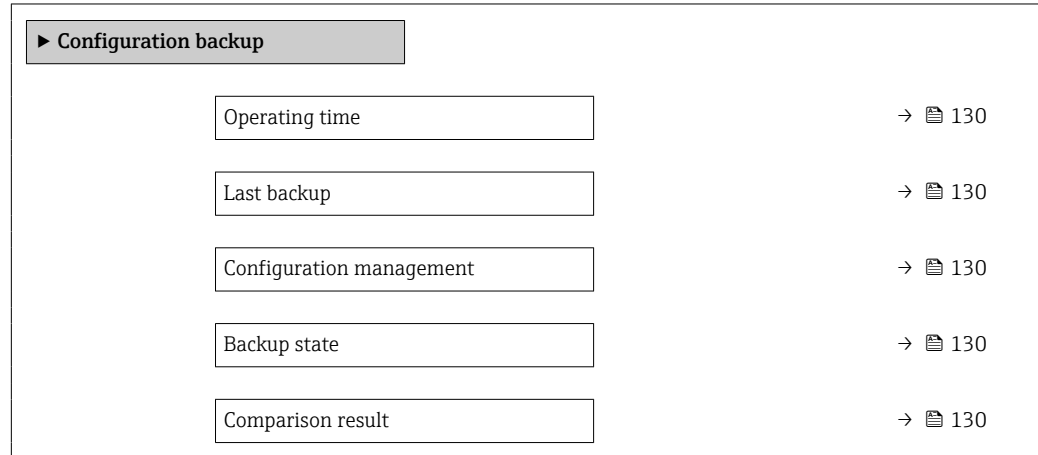 ▶ Configuration backup
Operating time → 130
Last backup → 130
Configuration management → 130
Backup state → 130
Comparison result → 130